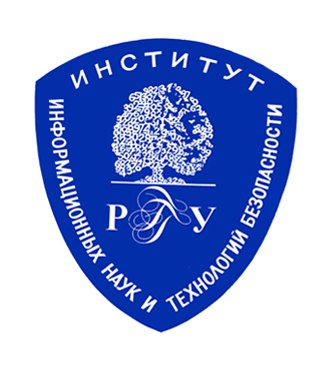 ИНСТИТУТ
ИНФОРМАЦИОННЫХ НАУК И ТЕХНОЛОГИЙ БЕЗОПАСНОСТИ
РГГУ